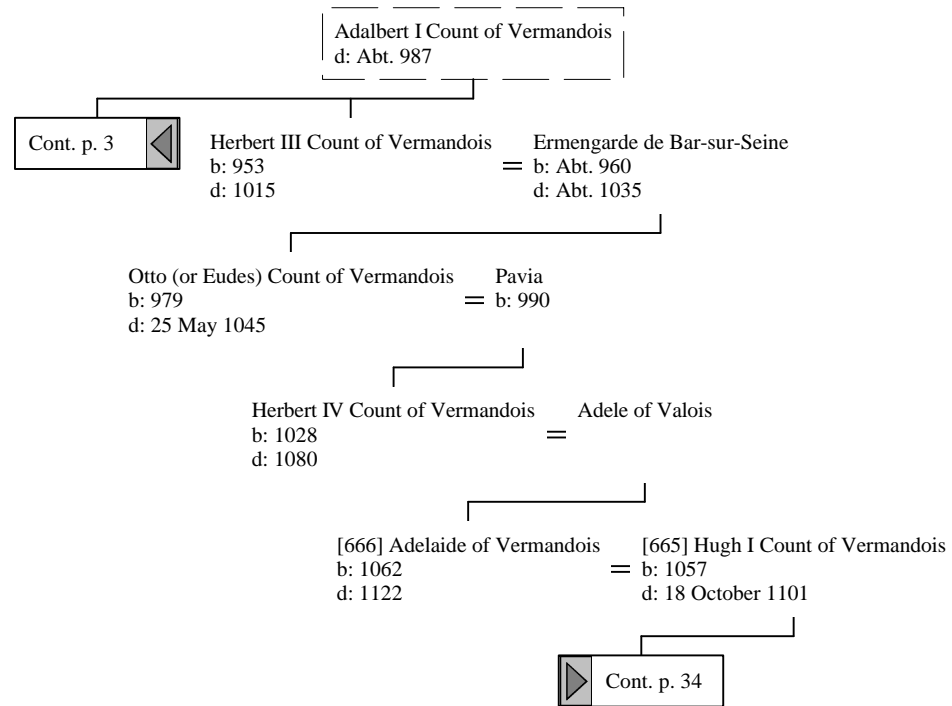 Adalbert I Count of Vermandois
d: Abt. 987
Cont. p. 3
Herbert III Count of Vermandois
b: 953
d: 1015
=
Ermengarde de Bar-sur-Seine
b: Abt. 960
d: Abt. 1035
Otto (or Eudes) Count of Vermandois
b: 979
d: 25 May 1045
=
Pavia
b: 990
Herbert IV Count of Vermandois
b: 1028
d: 1080
=
Adele of Valois
[666] Adelaide of Vermandois
b: 1062
d: 1122
=
[665] Hugh I Count of Vermandois
b: 1057
d: 18 October 1101
Cont. p. 34